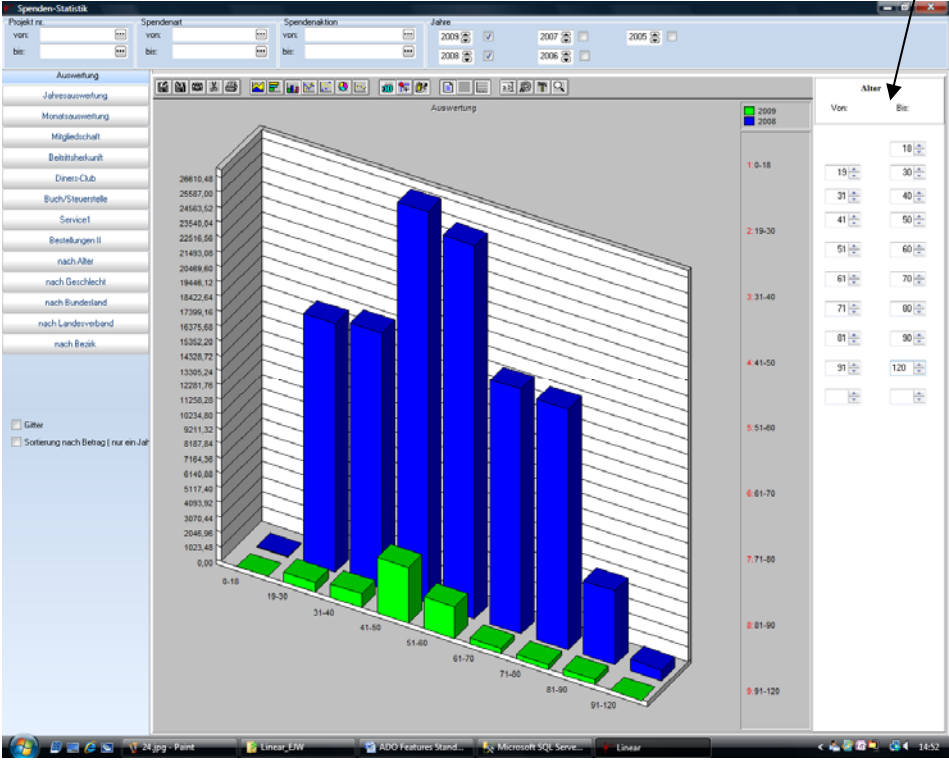 Spenden-Statistik
Projekt nr. Spendenart Spendenaktion Jahre
von: von: von: 2009 2007 2005
bis: bis: bis: 2008 2006
Auswertung
Jahresauswertung
Monatsauswertung
Mitgliedschaft
Beitrittsherkunft
Diners-Club
Buch/Steuerstelle
Service1
Bestellungen II
nach Alter
nach Geschlecht
nach Bundesland
nach Landesverband
nach Bezirk
Gitter
Sortierung nach Betrag ( nur ein Jah
Auswertung
26610,48
25587,00
24563,52
23540,04
22516,56
21493,08
20469,60
19446,12
18422,64
17399,16
16375,68
15352,20
14328,72
13305,24
12281,76
11258,28
10234,80
9211,32
8187,84
7164,36
6140,88
5117,40
4093,92
3070,44
2046,96
1023,48
0,00
0-18
19-30
31-40
41-50
51-60
61-70
71-80
81-90
91-120
2009
2008
1:0-18
2:19-30
3:31-40
4:41-50
5:51-60
6:61-70
7:71-80
8:81-90
9:91-120
Alter
Von: Bis:
18
19 30
31 40
41 50
51 60
61 70
71 80
81 90
91 120
24.jpg - Paint Linear_EJW ADO Features Stand... Microsoft SQL Serve... Linear 14:52